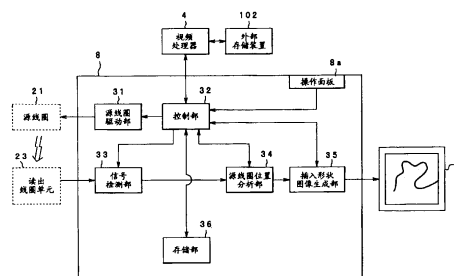 4
102
视频
处理器
外部
存储装置
8
8a
操作面板
21
31
32
源线圈
源线圈
驱动部
控制部
23
33
34
35
读出
线圈单元
信号
检测部
源线圈位置
分析部
插入形状
图像生成部
36
存储部